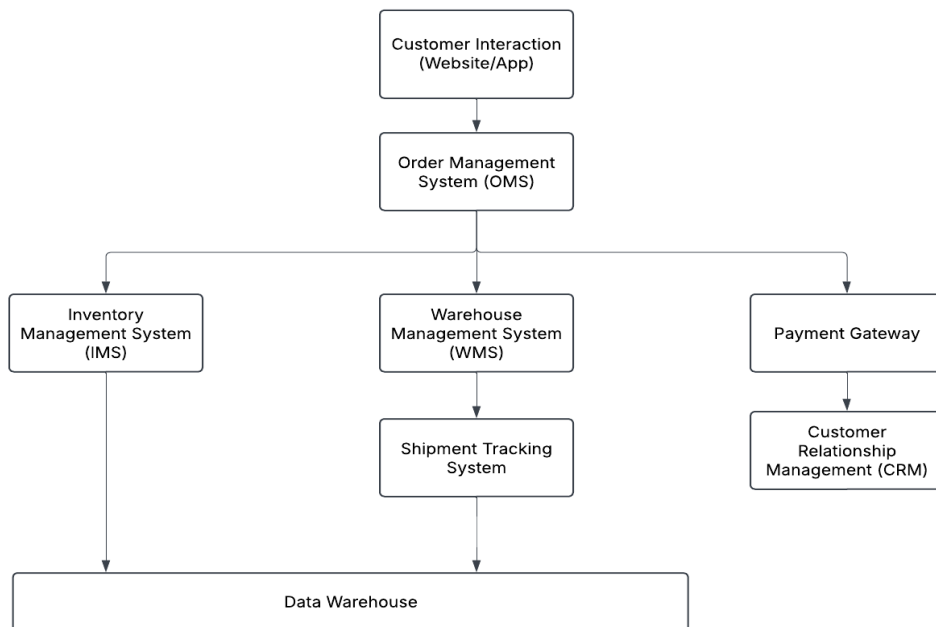 Customer Interaction
(Website/App)
Order Management
System (OMS)
Inventory
Management System
(IMS)
Warehouse
Management System
(WMS)
Payment Gateway
Shipment Tracking
System
Customer
Relationship
Management (CRM)
Data Warehouse